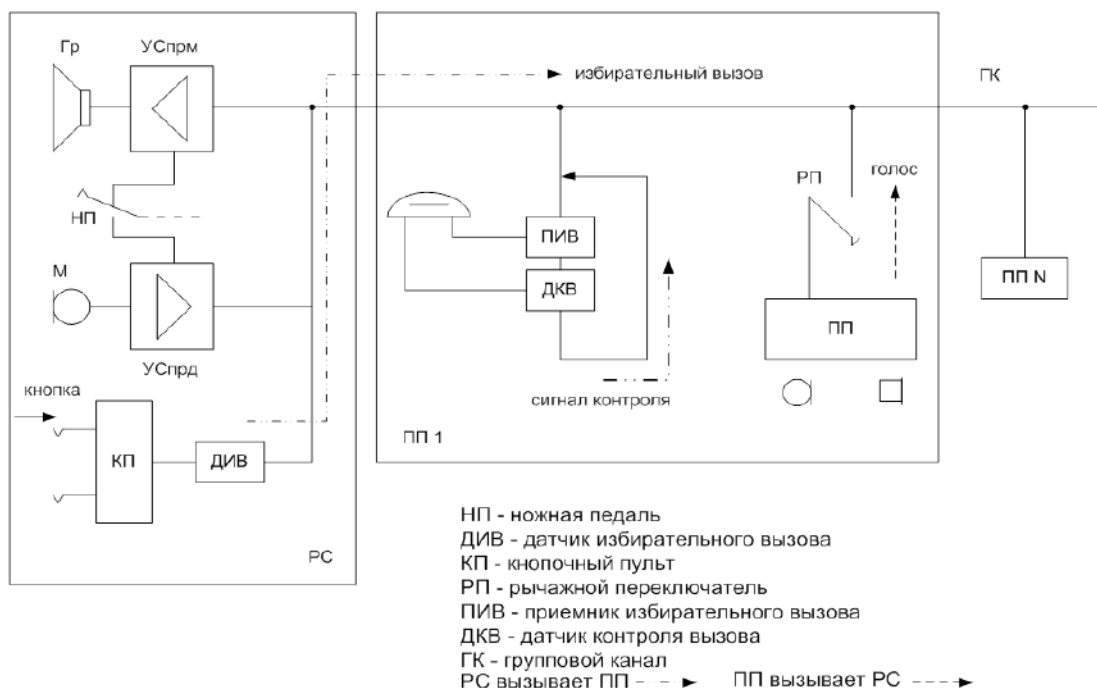 Гр
УСпрм
избирательный вызов
ГК
НП
РП
голос
ПИВ
ДКВ
М
ПП
ПП N
УСпрд
кнопка
сигнал контроля
КП
ДИВ
ПП 1
РС
НП - ножная педаль
ДИВ - датчик избирательного вызова
КП - кнопочный пульт
РП - рычажной переключатель
ПИВ - приемник избирательного вызова
ДКВ - датчик контроля вызова
ГК - групповой канал
РС вызывает ПП ПП вызывает РС